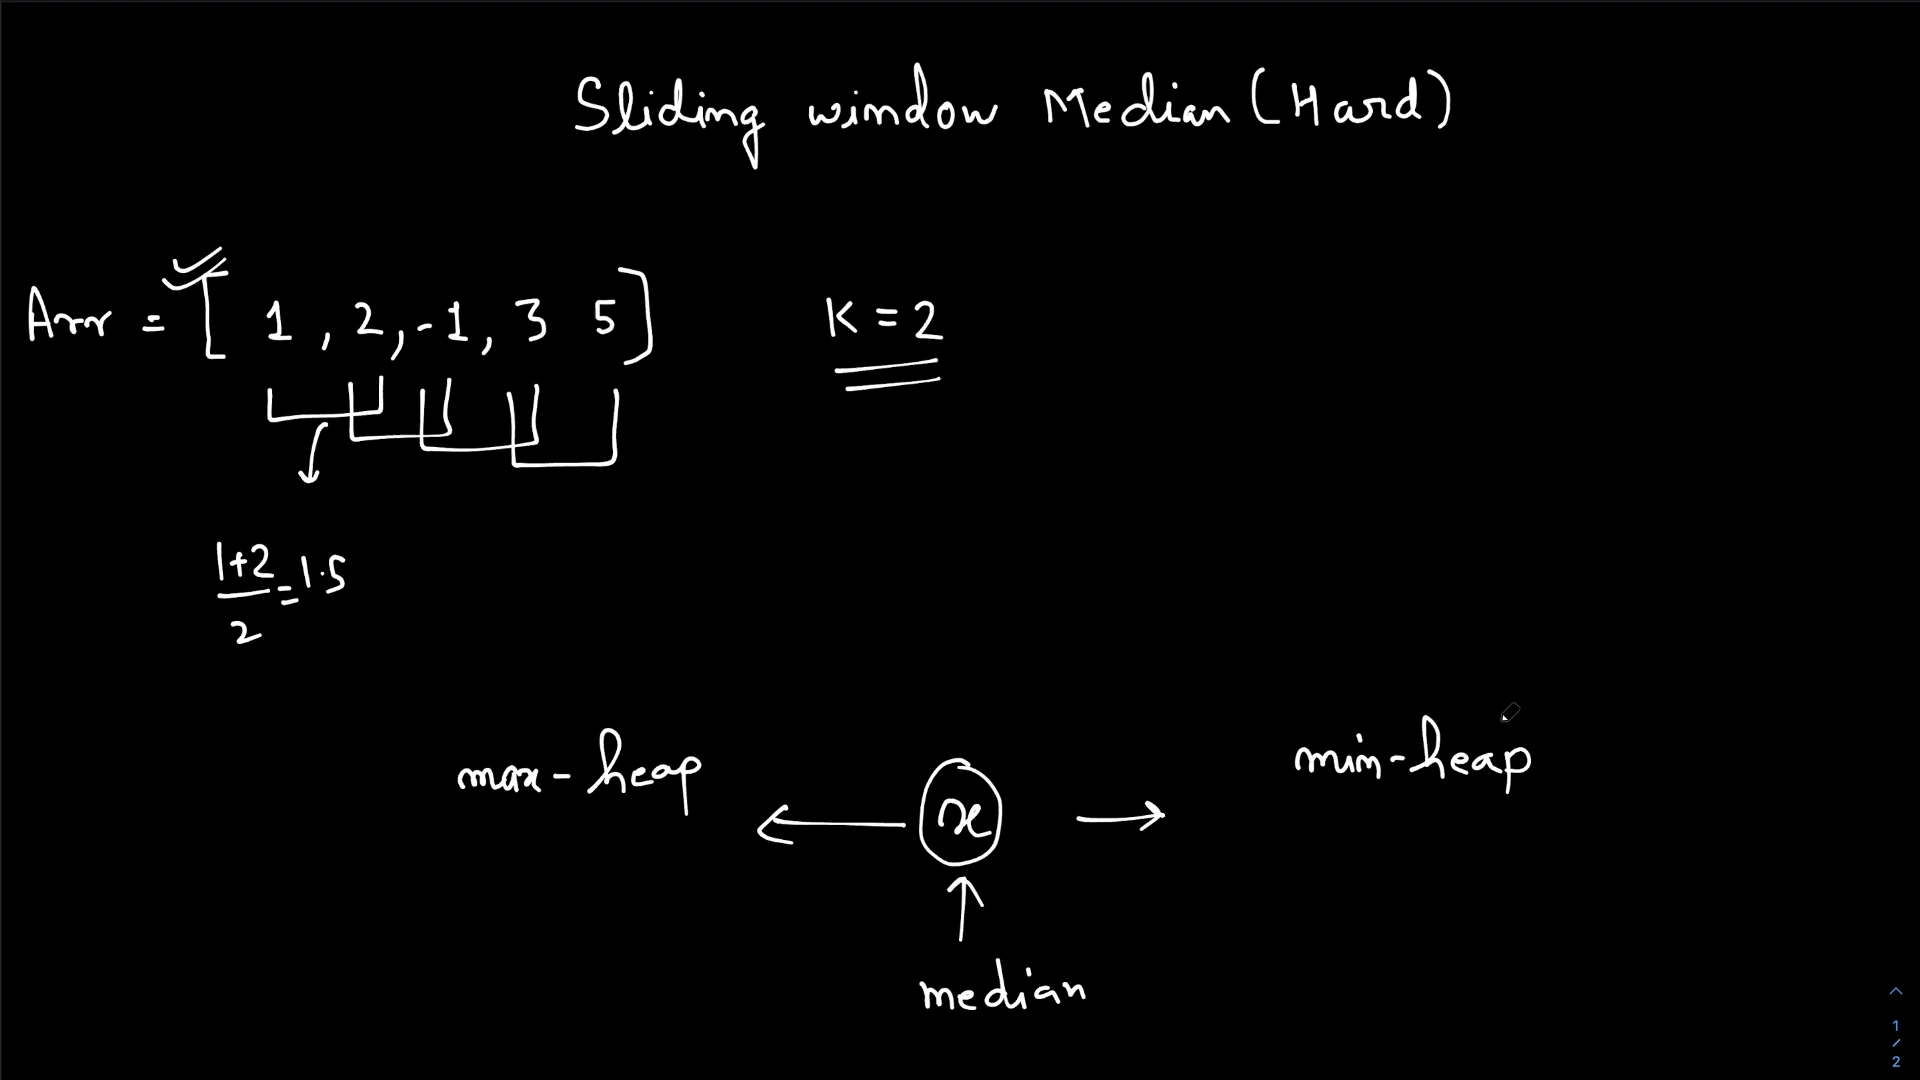 Sliding window Median (Hard)
Arr = [ 1 , 2, -1, 3 5 ]
K = 2
1+2
2
= 1.5
max-heap
x
min-heap
median
1
/
2